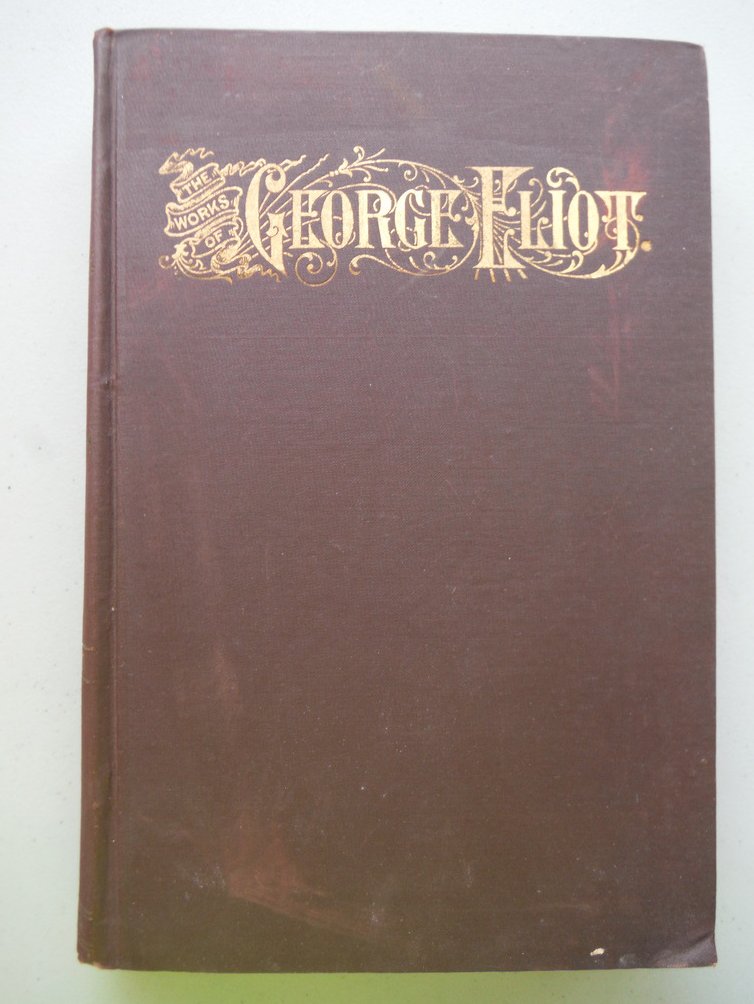 THE
WORKS
OF
GEORGE ELIOT.